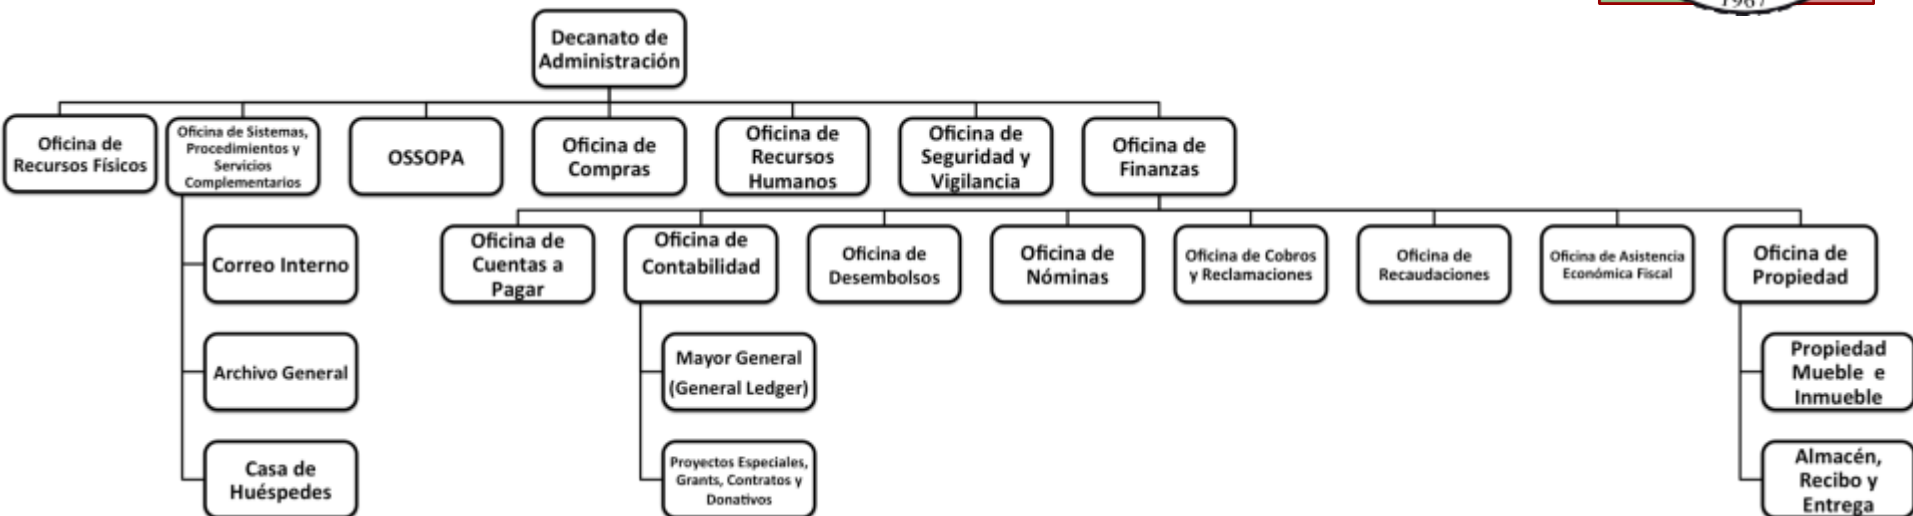 1967
Decanato de
Administración
Oficina de
Recursos Físicos
Oficina de Sistemas,
Procedimientos y
Servicios
Complementarios
OSSOPA
Oficina de
Compras
Oficina de
Recursos
Humanos
Oficina de
Seguridad y
Vigilancia
Oficina de
Finanzas
Correo Interno
Archivo General
Casa de
Huéspedes
Oficina de
Cuentas a
Pagar
Oficina de
Contabilidad
Mayor General
(General Ledger)
Proyectos Especiales,
Grants, Contratos y
Donativos
Oficina de
Desembolsos
Oficina de
Nóminas
Oficina de Cobros
y Reclamaciones
Oficina de
Recaudaciones
Oficina de Asistencia
Económica Fiscal
Oficina de
Propiedad
Propiedad
Mueble e
Inmueble
Almacén,
Recibo y
Entrega